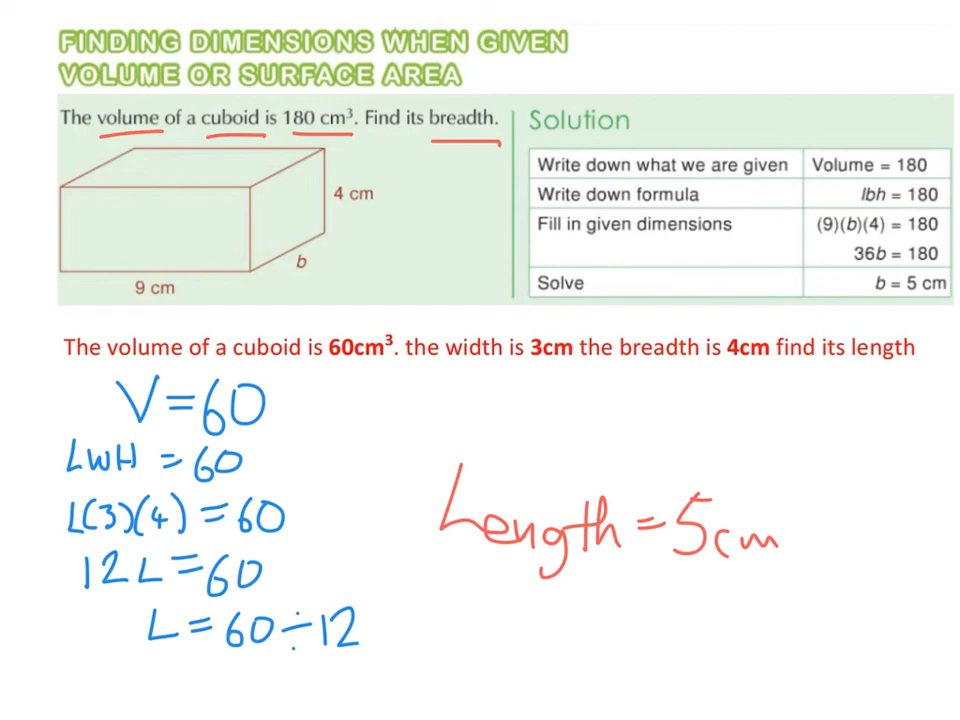 FINDING DIMENSIONS WHEN GIVEN
VOLUME OR SURFACE AREA
The volume of a cuboid is 180 cm³. Find its breadth.
4 cm
b
9 cm
Solution
Write down what we are given Volume = 180
Write down formula lbh = 180
Fill in given dimensions (9)(b)(4) = 180
36b = 180
Solve b = 5 cm
The volume of a cuboid is 60cm³. the width is 3cm the breadth is 4cm find its length
V = 60
LWH = 60
L(3)(4) = 60
12L = 60
L = 60 ÷ 12
Length = 5cm